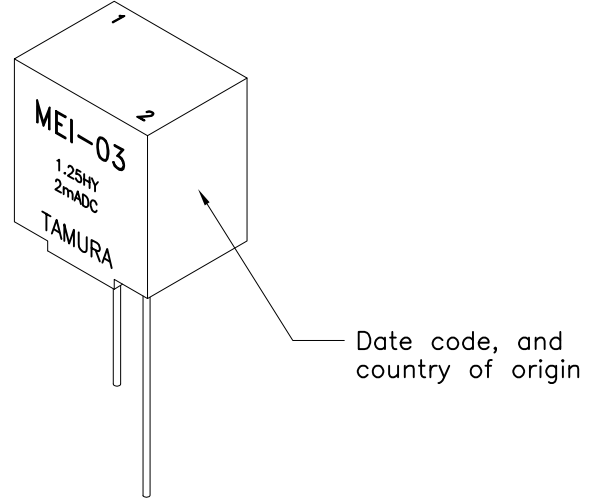 1
2
MEI-03
1.25HY
2mADC
TAMURA
Date code, and
country of origin